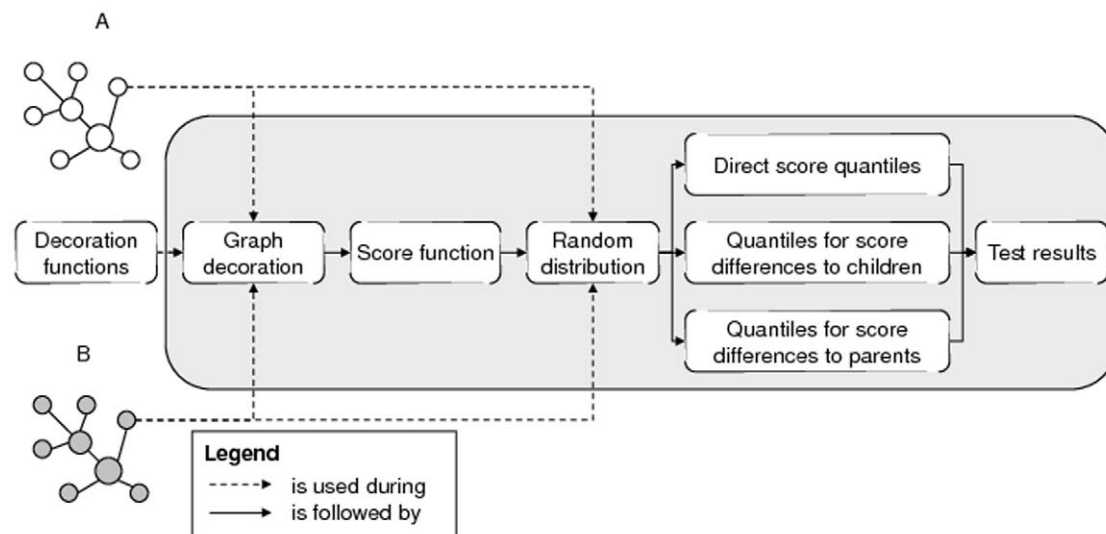 A
Decoration
functions
Graph
decoration
Score function
Random
distribution
Direct score quantiles
Quantiles for score
differences to children
Quantiles for score
differences to parents
Test results
B
Legend
is used during
is followed by